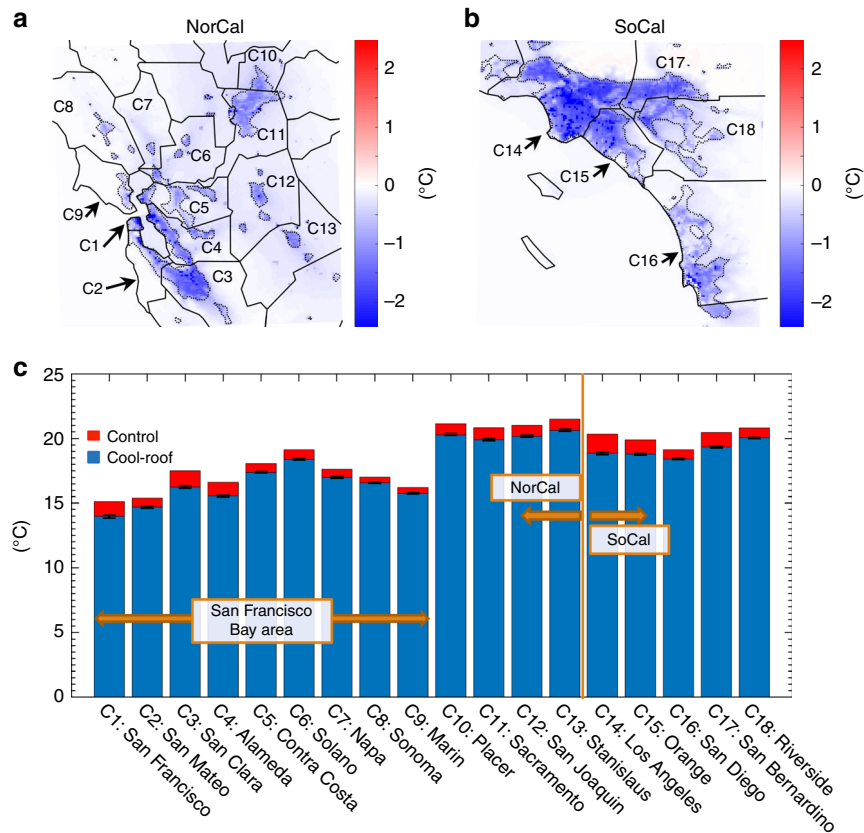 a
NorCal
C10
C8
C7
C11
C6
C12
C9
C5
C13
C1
C4
C3
C2
2
1
0
−1
−2
(°C)
b
SoCal
C17
C18
C14
C15
C16
2
1
0
−1
−2
(°C)
c
25
20
15
10
5
0
(°C)
Control
Cool-roof
NorCal
SoCal
San Francisco
Bay area
C1: San Francisco
C2: San Mateo
C3: San Clara
C4: Alameda
C5: Contra Costa
C6: Solano
C7: Napa
C8: Sonoma
C9: Marin
C10: Placer
C11: Sacramento
C12: San Joaquin
C13: Stanislaus
C14: Los Angeles
C15: Orange
C16: San Diego
C17: San Bernardino
C18: Riverside